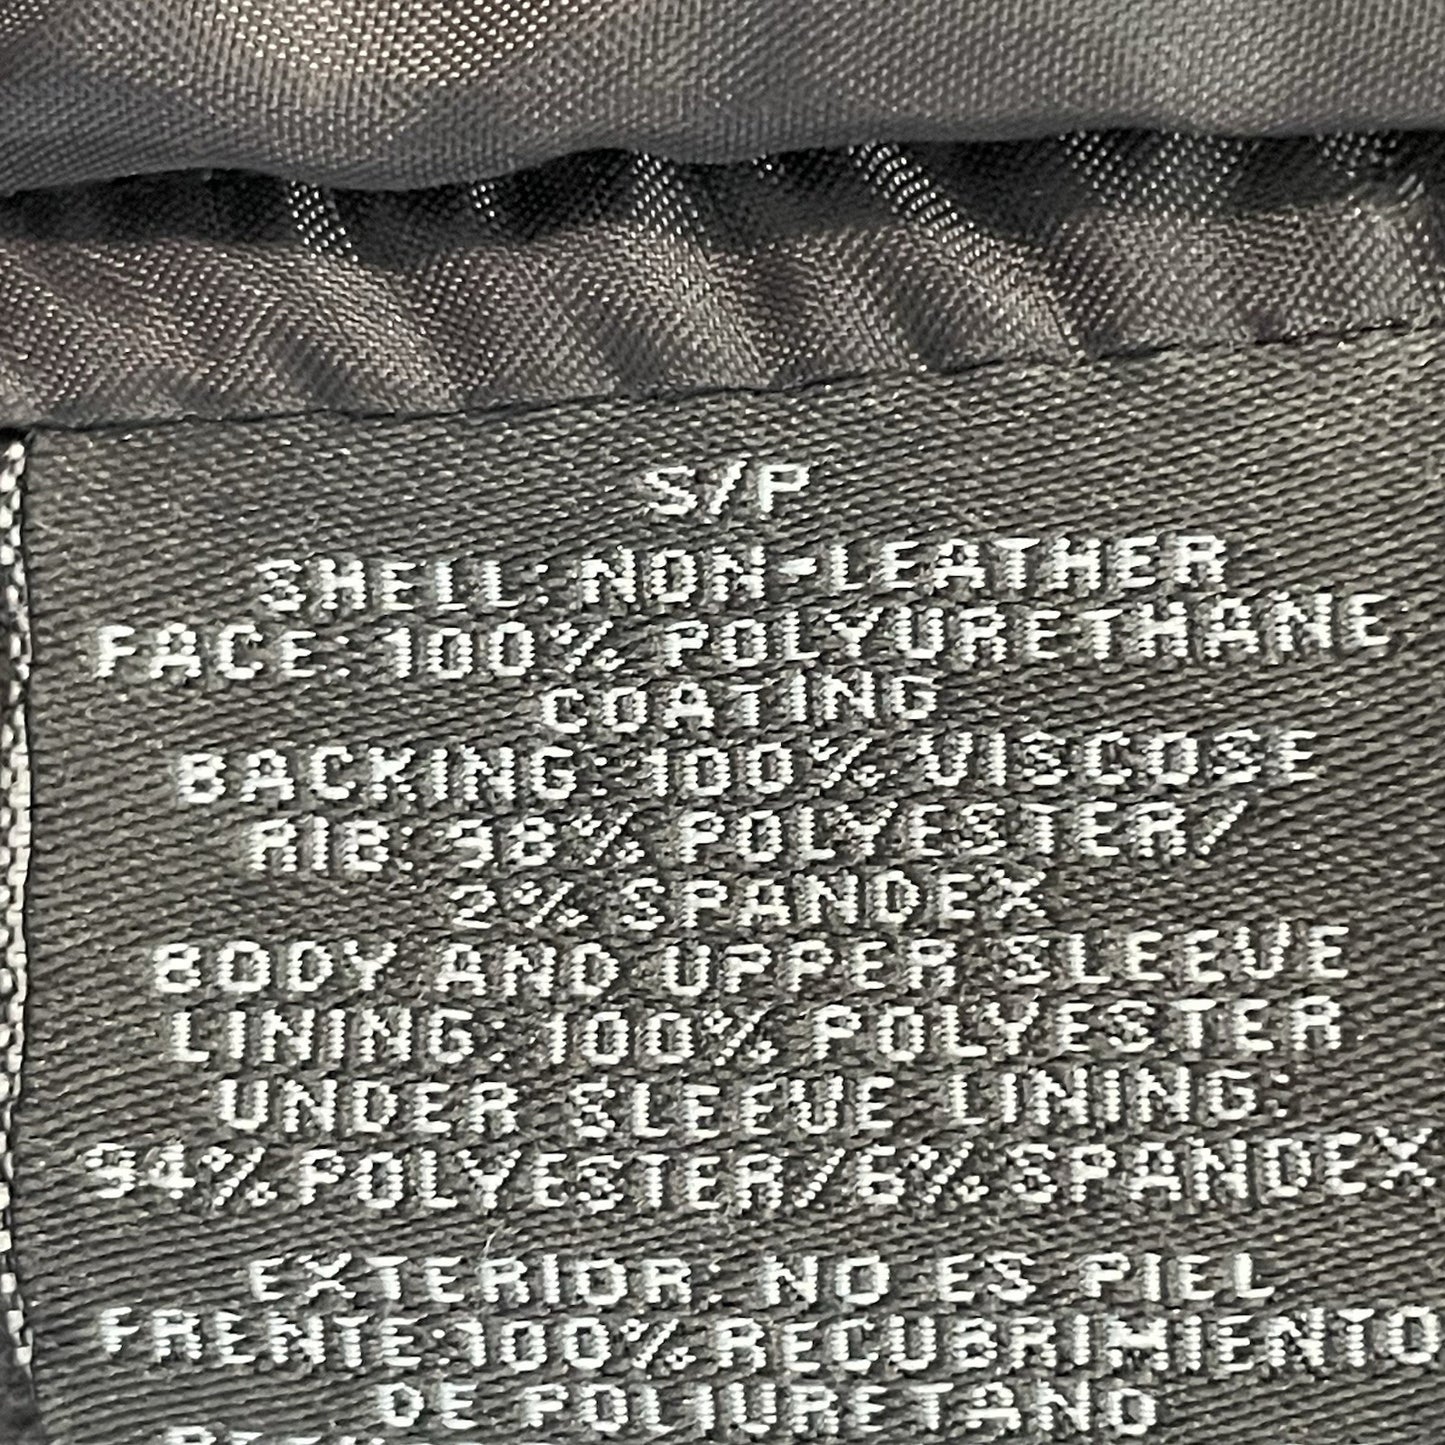 S/P
SHELL: NON-LEATHER
FACE: 100% POLYURETHANE
COATING
BACKING: 100% VISCOSE
RIB: 98% POLYESTER/
2% SPANDEX
BODY AND UPPER SLEEVE
LINING: 100% POLYESTER
UNDER SLEEVE LINING:
94% POLYESTER/6% SPANDEX
EXTERIOR: NO ES PIEL
FRENTE:100% RECUBRIMIENTO
DE POLIURETANO